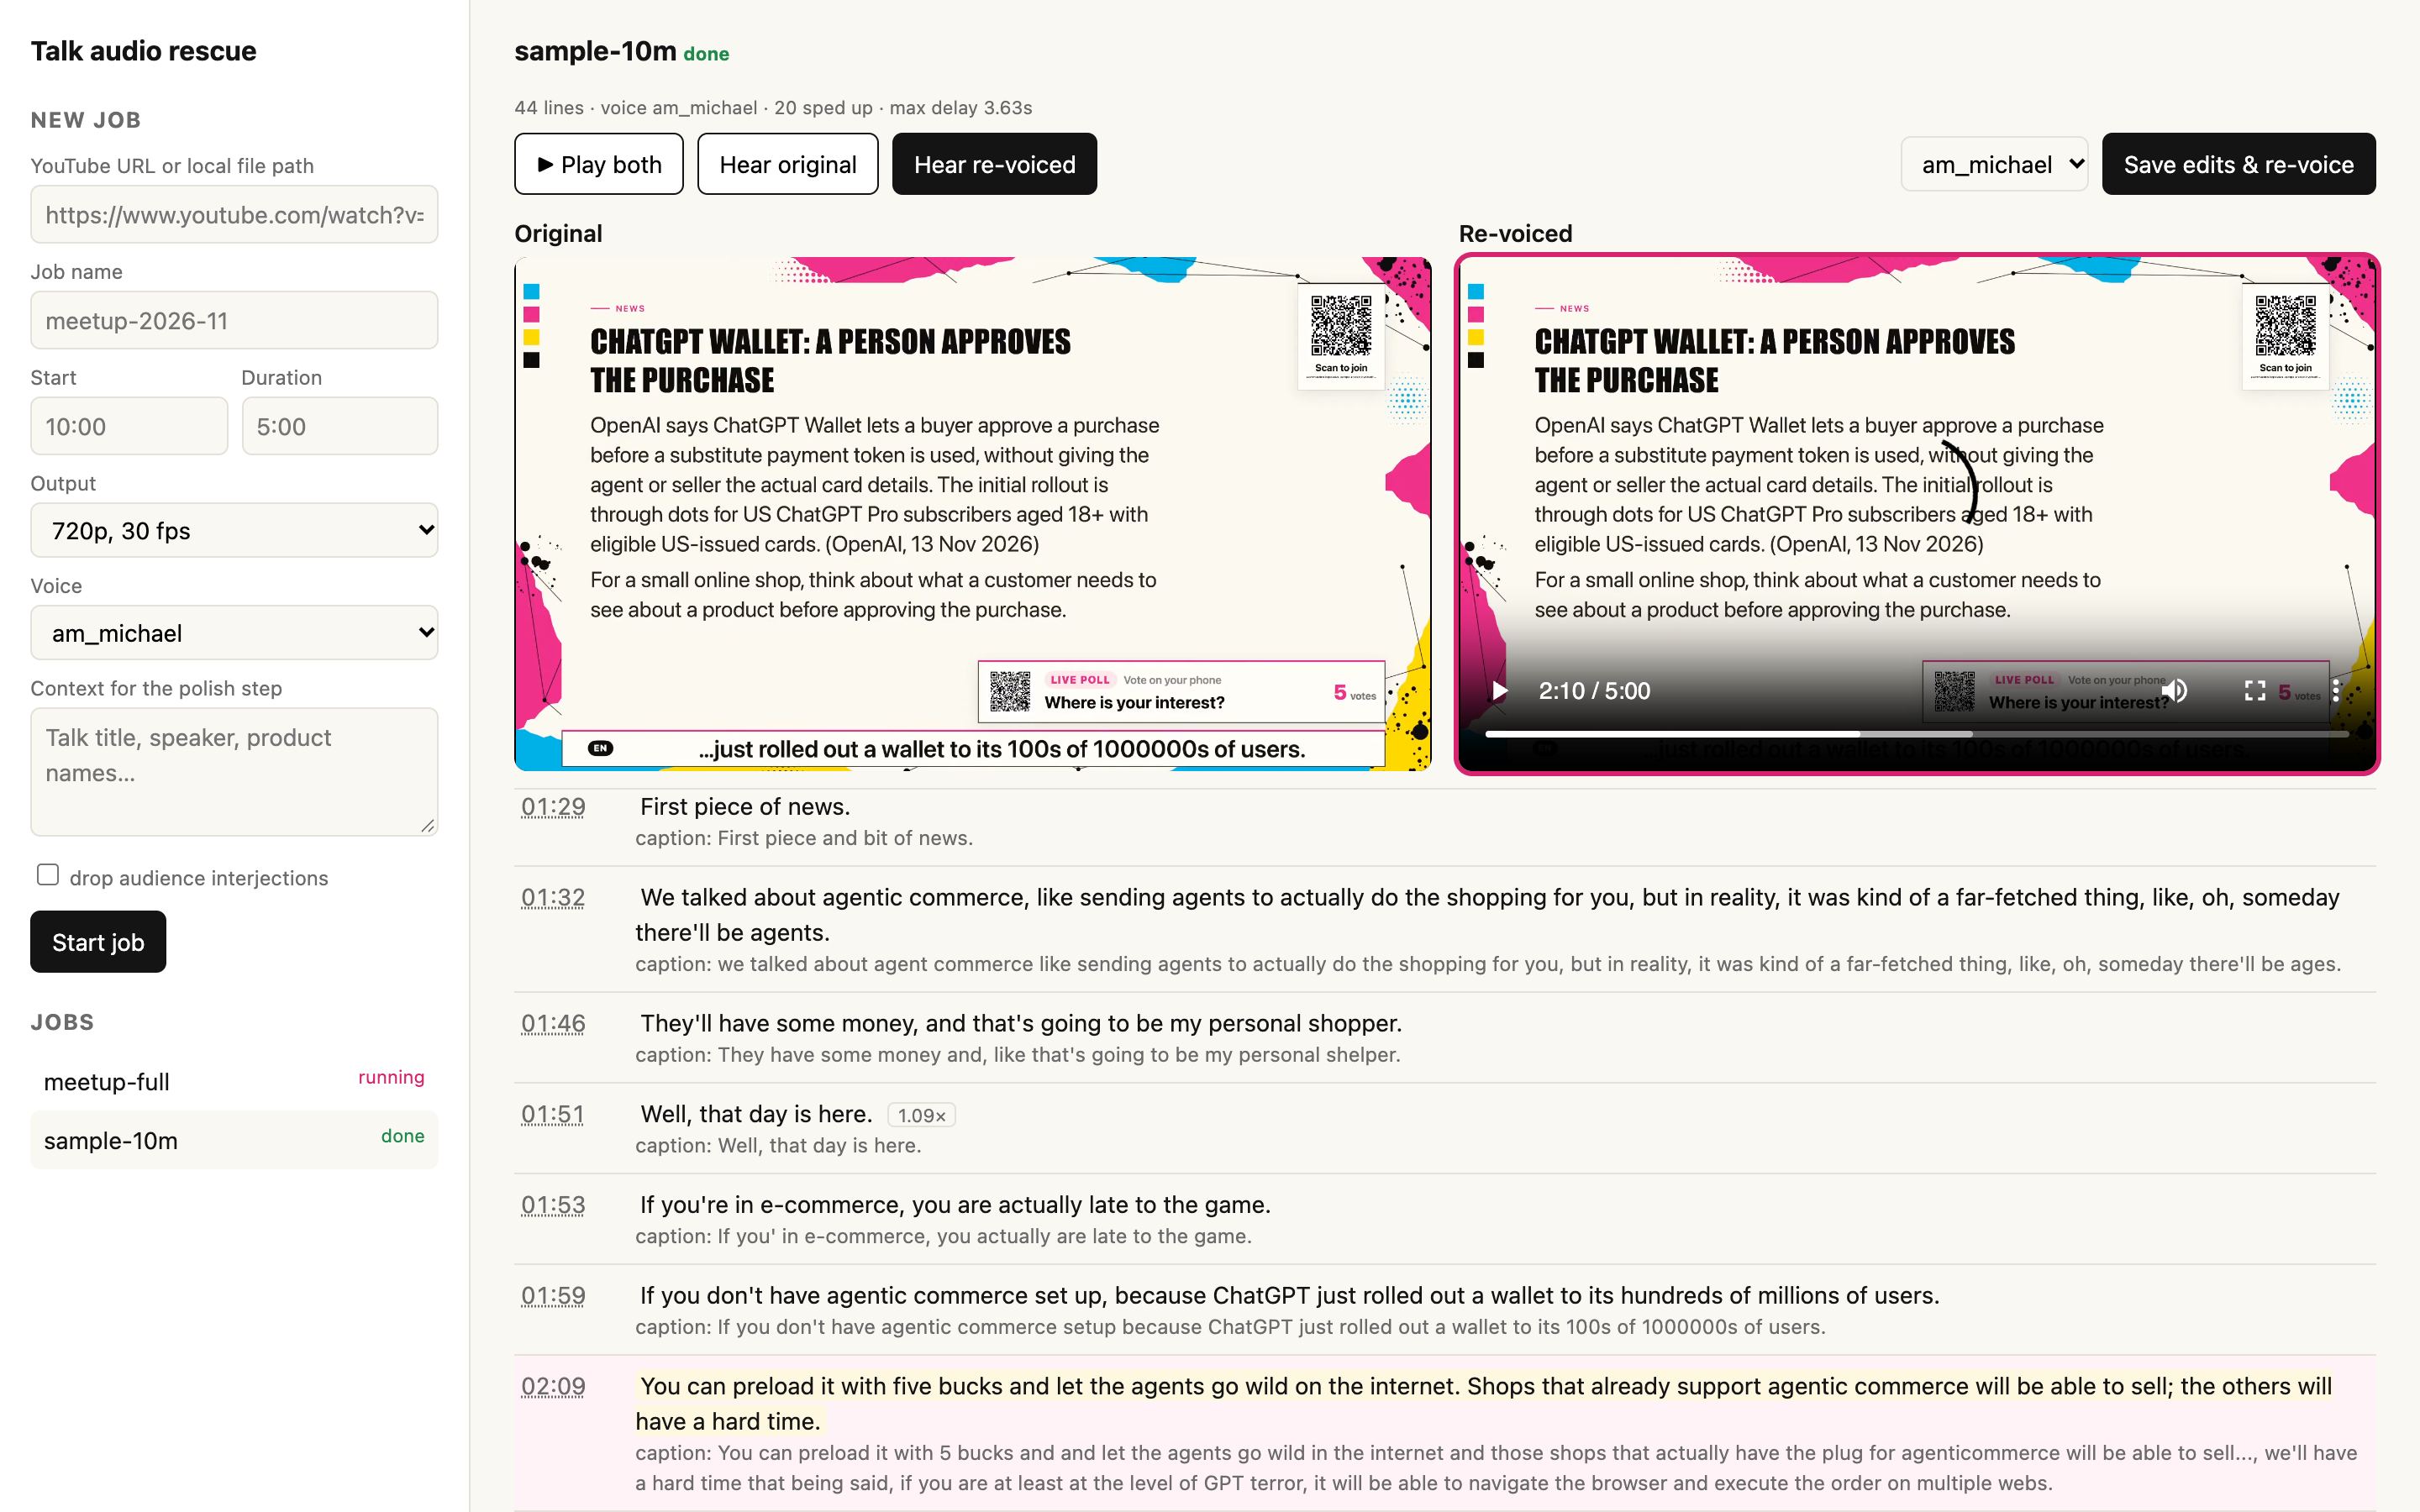 Talk audio rescue
NEW JOB
YouTube URL or local file path
https://www.youtube.com/watch?v=
Job name
meetup-2026-11
Start
Duration
10:00
5:00
Output
720p, 30 fps
Voice
am_michael
Context for the polish step
Talk title, speaker, product
names...
drop audience interjections
Start job
JOBS
meetup-full
running
sample-10m
done
sample-10m done
44 lines · voice am_michael · 20 sped up · max delay 3.63s
Play both
Hear original
Hear re-voiced
am_michael
Save edits & re-voice
Original
NEWS
CHATGPT WALLET: A PERSON APPROVES
THE PURCHASE
Scan to join
OpenAI says ChatGPT Wallet lets a buyer approve a purchase
before a substitute payment token is used, without giving the
agent or seller the actual card details. The initial rollout is
through dots for US ChatGPT Pro subscribers aged 18+ with
eligible US-issued cards. (OpenAI, 13 Nov 2026)
For a small online shop, think about what a customer needs to
see about a product before approving the purchase.
LIVE POLL Vote on your phone
Where is your interest?
5 votes
EN
...just rolled out a wallet to its 100s of 1000000s of users.
Re-voiced
NEWS
CHATGPT WALLET: A PERSON APPROVES
THE PURCHASE
Scan to join
OpenAI says ChatGPT Wallet lets a buyer approve a purchase
before a substitute payment token is used, without giving the
agent or seller the actual card details. The initial rollout is
through dots for US ChatGPT Pro subscribers aged 18+ with
eligible US-issued cards. (OpenAI, 13 Nov 2026)
For a small online shop, think about what a customer needs to
see about a product before approving the purchase.
LIVE POLL Vote on your phone
Where is your interest?
5 votes
2:10 / 5:00
EN
...just rolled out a wallet to its 100s of 1000000s of users.
01:29
First piece of news.
caption: First piece and bit of news.
01:32
We talked about agentic commerce, like sending agents to actually do the shopping for you, but in reality, it was kind of a far-fetched thing, like, oh, someday
there'll be agents.
caption: we talked about agent commerce like sending agents to actually do the shopping for you, but in reality, it was kind of a far-fetched thing, like, oh, someday there'll be ages.
01:46
They'll have some money, and that's going to be my personal shopper.
caption: They have some money and, like that's going to be my personal shelper.
01:51
Well, that day is here. 1.09×
caption: Well, that day is here.
01:53
If you're in e-commerce, you are actually late to the game.
caption: If you' in e-commerce, you actually are late to the game.
01:59
If you don't have agentic commerce set up, because ChatGPT just rolled out a wallet to its hundreds of millions of users.
caption: If you don't have agentic commerce setup because ChatGPT just rolled out a wallet to its 100s of 1000000s of users.
02:09
You can preload it with five bucks and let the agents go wild on the internet. Shops that already support agentic commerce will be able to sell; the others will
have a hard time.
caption: You can preload it with 5 bucks and and let the agents go wild in the internet and those shops that actually have the plug for agenticommerce will be able to sell..., we'll have
a hard time that being said, if you are at least at the level of GPT terror, it will be able to navigate the browser and execute the order on multiple webs.